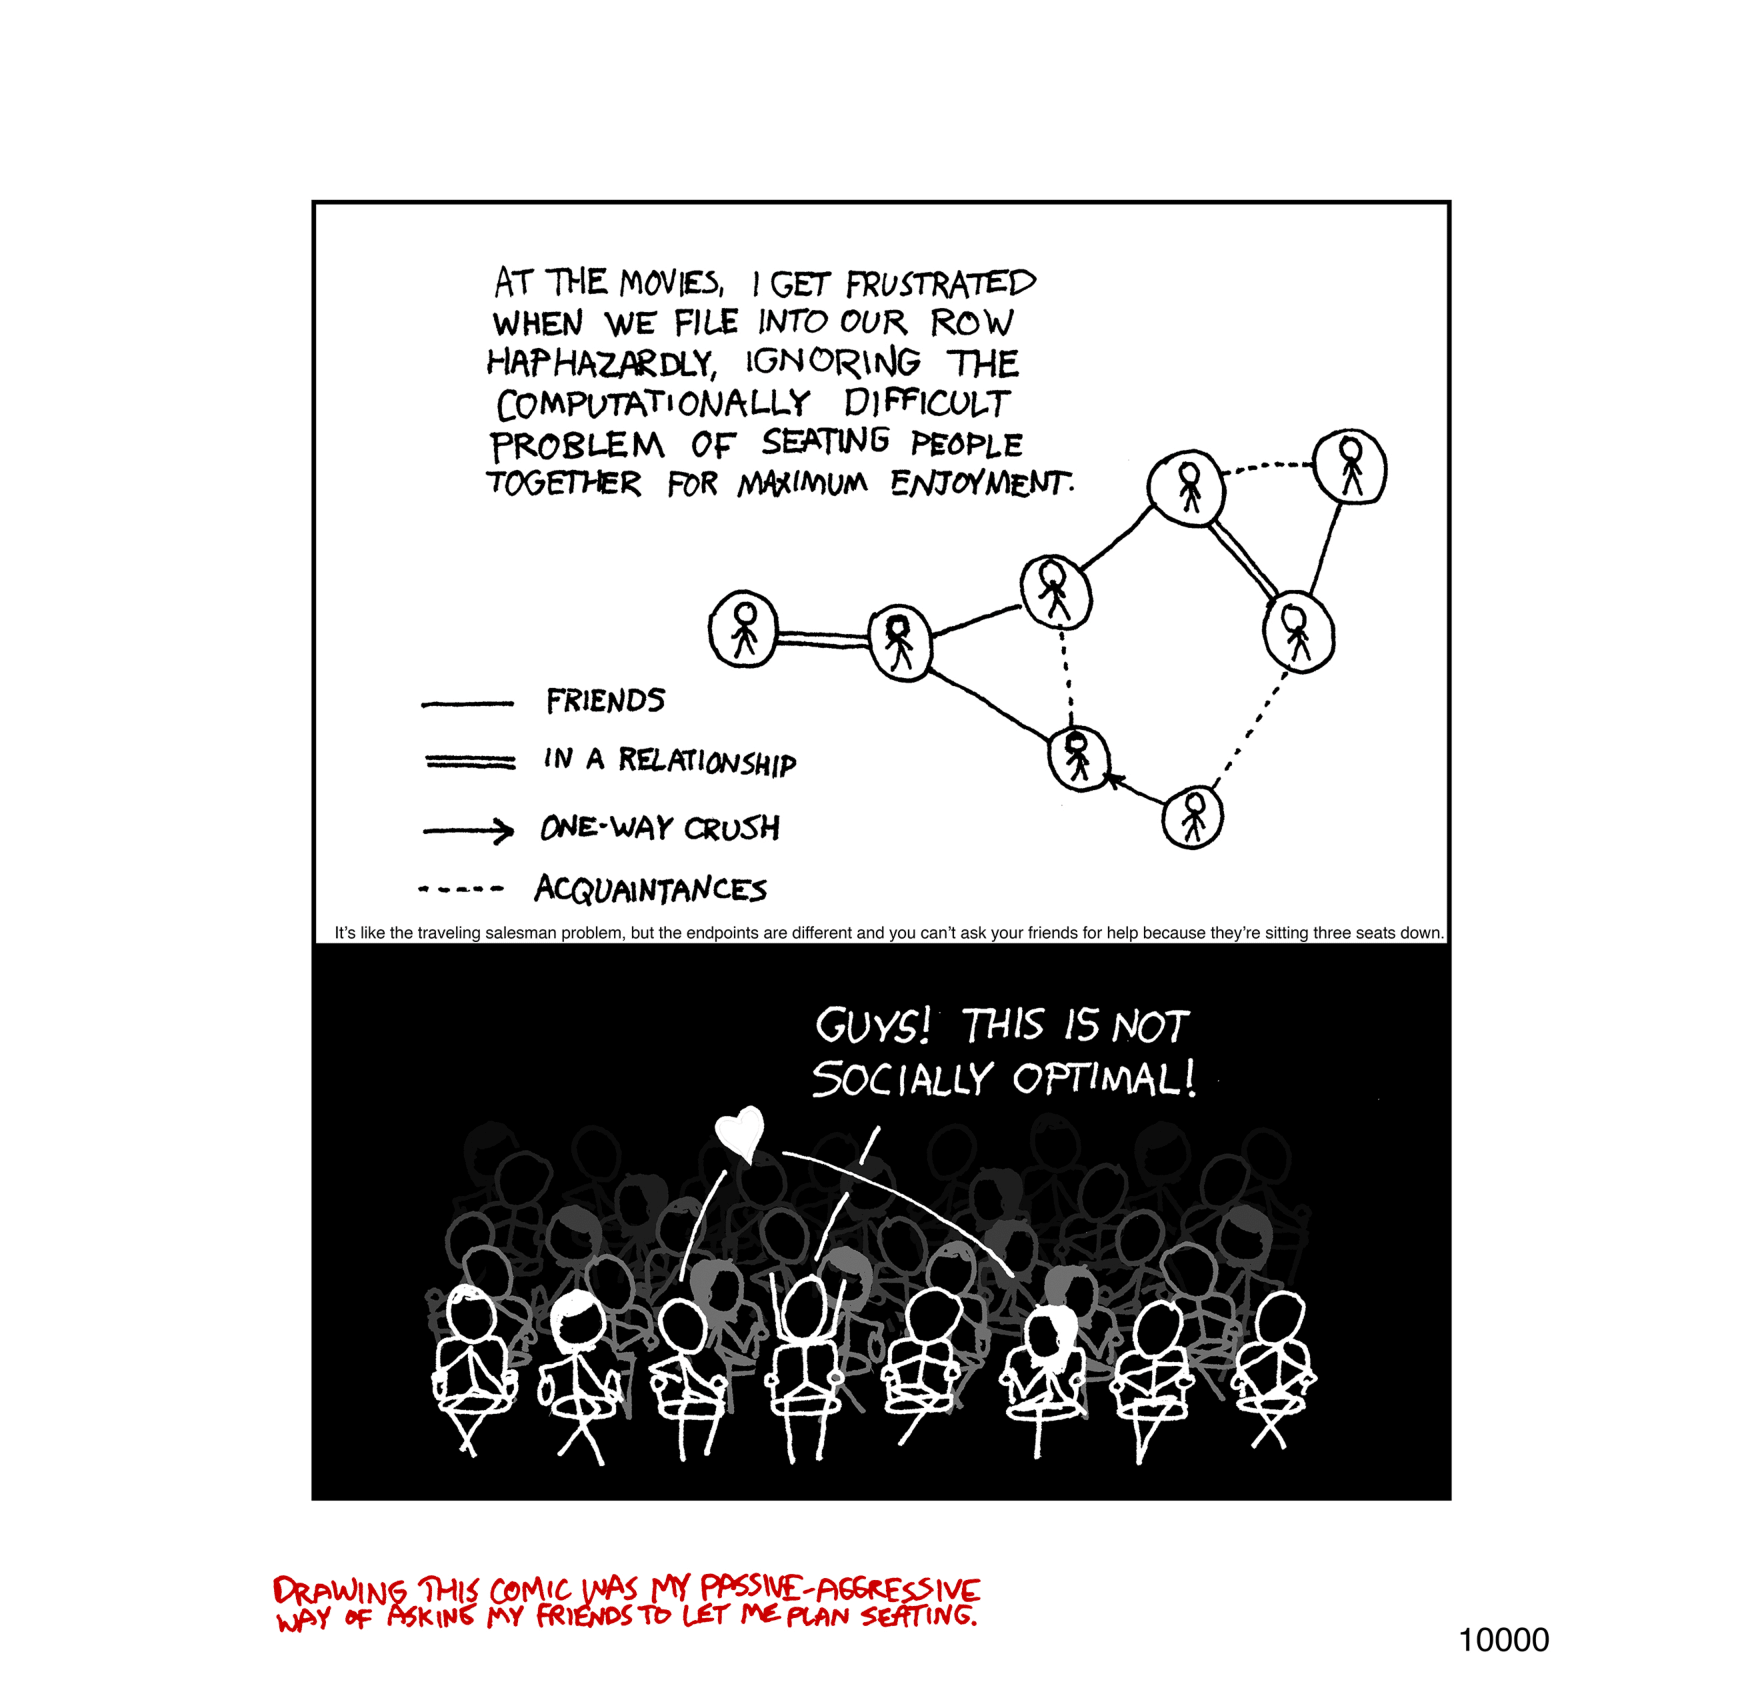 AT THE MOVIES, I GET FRUSTRATED
WHEN WE FILE INTO OUR ROW
HAPHAZARDLY, IGNORING THE
COMPUTATIONALLY DIFFICULT
PROBLEM OF SEATING PEOPLE
TOGETHER FOR MAXIMUM ENJOYMENT.
FRIENDS
IN A RELATIONSHIP
ONE-WAY CRUSH
ACQUAINTANCES
It's like the traveling salesman problem, but the endpoints are different and you can't ask your friends for help because they're sitting three seats down.
GUYS! THIS IS NOT
SOCIALLY OPTIMAL!
DRAWING THIS COMIC WAS MY PASSIVE-AGGRESSIVE
WAY OF ASKING MY FRIENDS TO LET ME PLAN SEATING.
10000